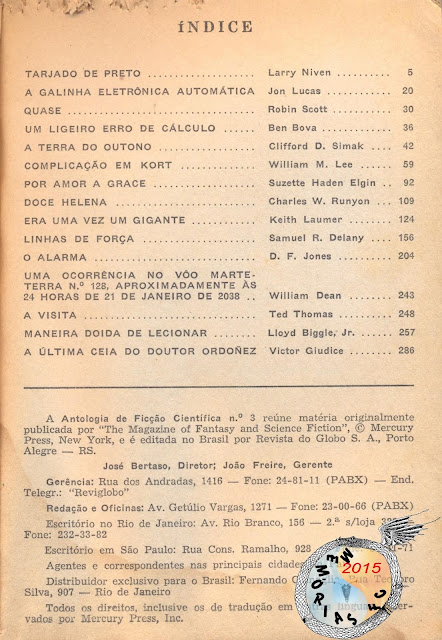 ÍNDICE
TARJADO DE PRETO .................. Larry Niven .......... 5
A GALINHA ELETRÔNICA AUTOMÁTICA Jon Lucas ............ 20
QUASE ............................... Robin Scott .......... 30
UM LIGEIRO ERRO DE CÁLCULO ...... Ben Bova ............ 36
A TERRA DO OUTONO ................ Clifford D. Simak .... 42
COMPLICAÇÃO EM KORT .............. William M. Lee ....... 59
POR AMOR A GRACE ................. Suzette Haden Elgin .. 92
DOCE HELENA ........................ Charles W. Runyon ... 109
ERA UMA VEZ UM GIGANTE .......... Keith Laumer ........ 124
LINHAS DE FORÇA .................... Samuel R. Delany .... 156
O ALARMA ........................... D. F. Jones .......... 204
UMA OCORRÊNCIA NO VÔO MARTE-
TERRA N.º 128, APROXIMADAMENTE ÀS
24 HORAS DE 21 DE JANEIRO DE 2038 .. William Dean ........ 243
A VISITA ............................. Ted Thomas .......... 248
MANEIRA DOIDA DE LECIONAR ........ Lloyd Biggle, Jr. ..... 257
A ÚLTIMA CEIA DO DOUTOR ORDOÑEZ Victor Giudice ....... 286
A Antologia de Ficção Científica n.º 3 reúne matéria originalmente
publicada por "The Magazine of Fantasy and Science Fiction", © Mercury
Press, New York, e é editada no Brasil por Revista do Globo S. A., Porto
Alegre — RS.
José Bertaso, Diretor; João Freire, Gerente
Gerência: Rua dos Andradas, 1416 — Fone: 24-81-11 (PABX) — End.
Telegr.: "Reviglobo"
Redação e Oficinas: Av. Getúlio Vargas, 1271 — Fone: 23-00-66 (PABX)
Escritório no Rio de Janeiro: Av. Rio Branco, 156 — 2.ª s/loja
Fone: 232-33-82
Escritório em São Paulo: Rua Cons. Ramalho, 928
Agentes e correspondentes nas principais cidades
Distribuidor exclusivo para o Brasil: Fernando
Silva, 907 — Rio de Janeiro
Todos os direitos, inclusive os de tradução em
vados por Mercury Press, Inc.
2015
MEMÓRIAS